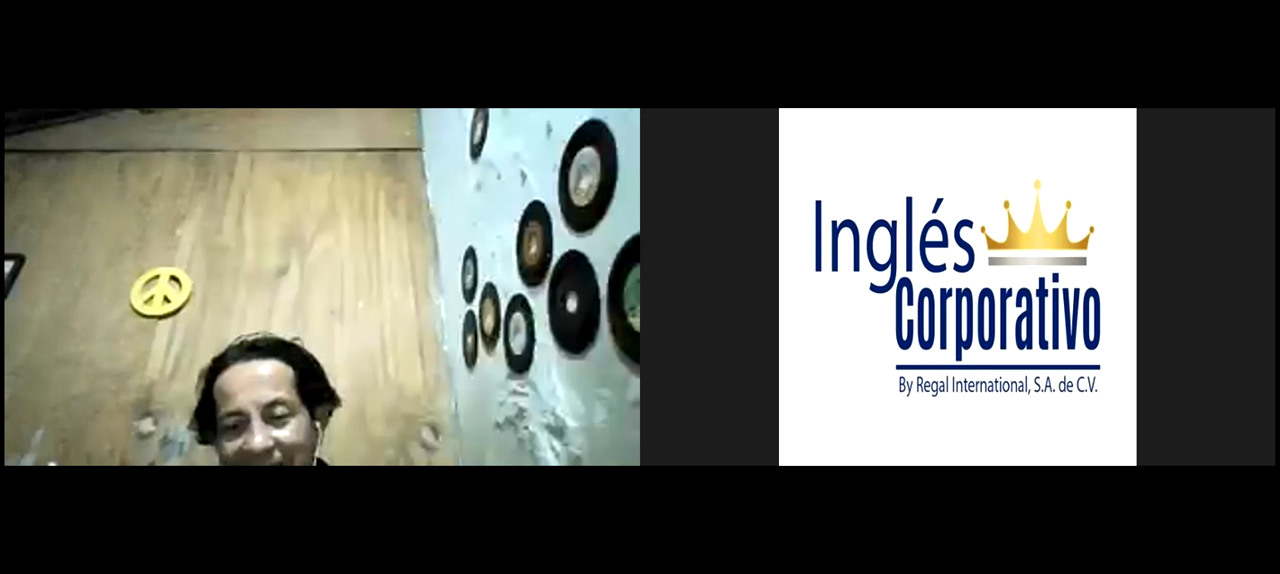 Inglés
Corporativo
By Regal International, S.A. de C.V.